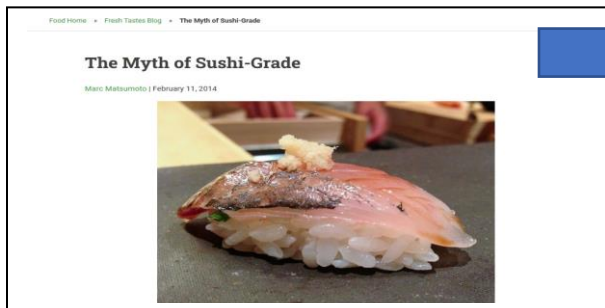 Food Home » Fresh Tastes Blog » The Myth of Sushi-Grade
The Myth of Sushi-Grade
Marc Matsumoto | February 11, 2014